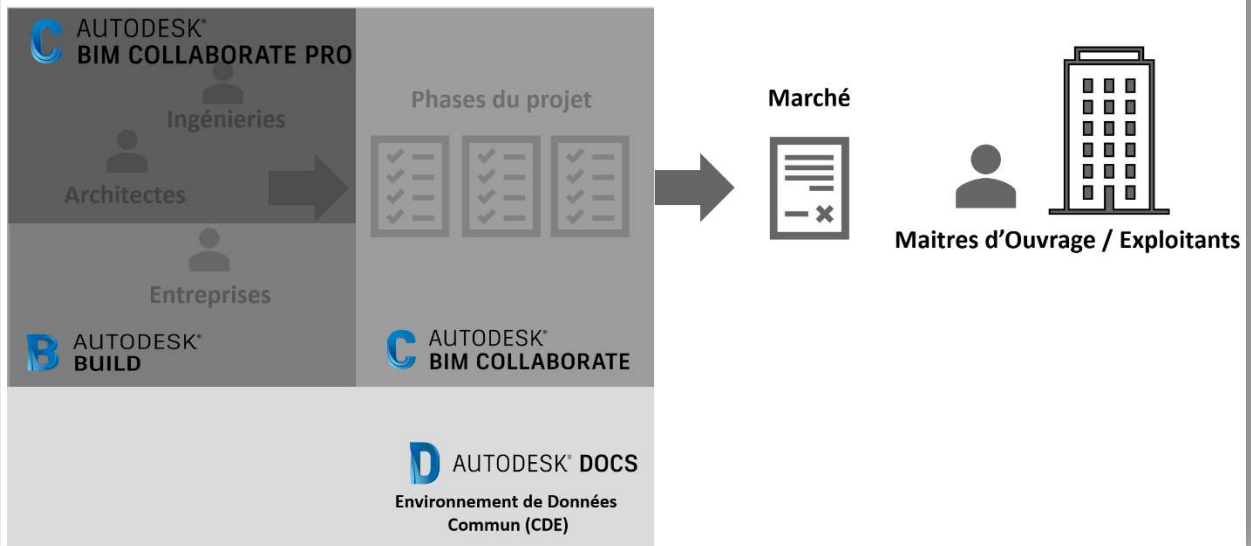 AUTODESK®
BIM COLLABORATE PRO
Ingénieries
Architectes
Entreprises
AUTODESK®
BUILD
Phases du projet
AUTODESK®
BIM COLLABORATE
Marché
Maitres d'Ouvrage / Exploitants
AUTODESK® DOCS
Environnement de Données
Commun (CDE)